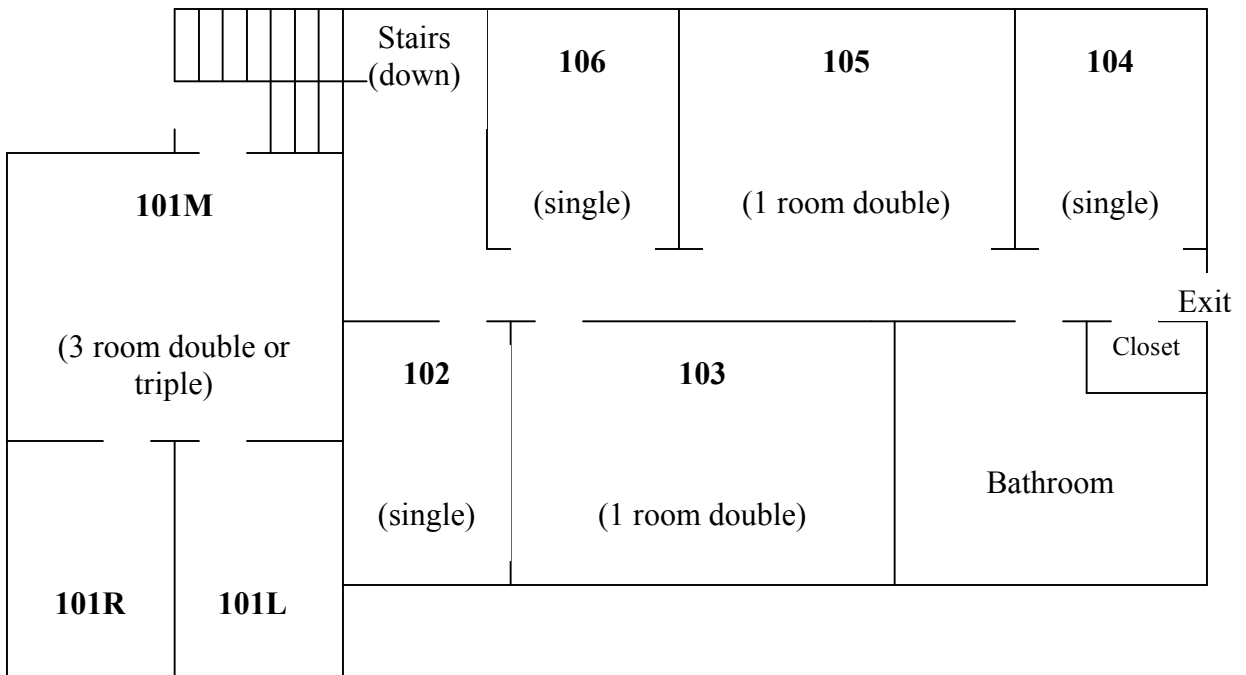 Stairs
(down)
106
105
104
101M
(single)
(1 room double)
(single)
Exit
(3 room double or
triple)
102
103
Closet
Bathroom
(single)
(1 room double)
101R
101L